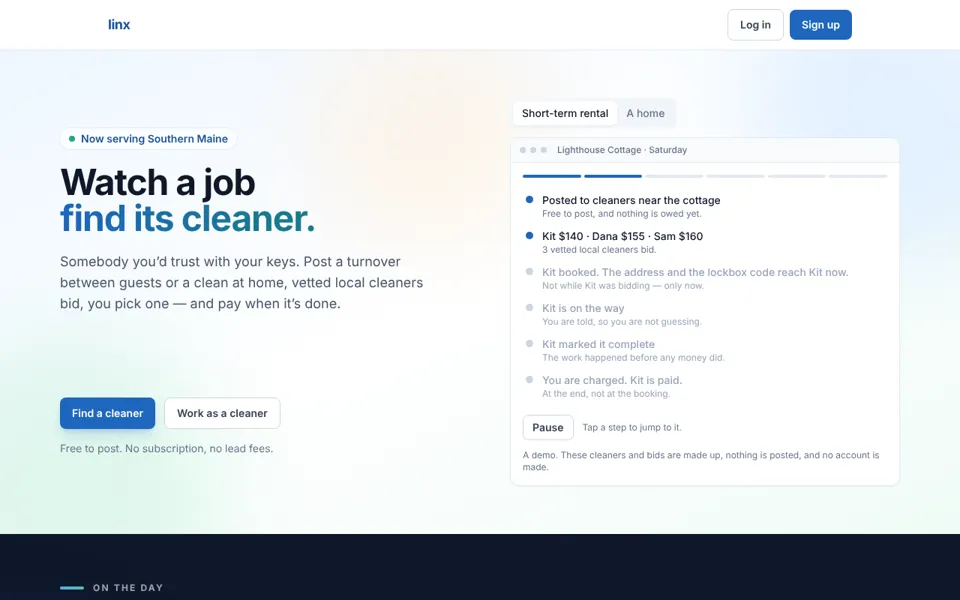 linx
Log in
Sign up
Now serving Southern Maine
Watch a job
find its cleaner.
Somebody you’d trust with your keys. Post a turnover
between guests or a clean at home, vetted local cleaners
bid, you pick one — and pay when it’s done.
Find a cleaner
Work as a cleaner
Free to post. No subscription, no lead fees.
Short-term rental
A home
Lighthouse Cottage · Saturday
Posted to cleaners near the cottage
Free to post, and nothing is owed yet.
Kit $140 · Dana $155 · Sam $160
3 vetted local cleaners bid.
Kit booked. The address and the lockbox code reach Kit now.
Not while Kit was bidding — only now.
Kit is on the way
You are told, so you are not guessing.
Kit marked it complete
The work happened before any money did.
You are charged. Kit is paid.
At the end, not at the booking.
Pause
Tap a step to jump to it.
A demo. These cleaners and bids are made up, nothing is posted, and no account is
made.
ON THE DAY